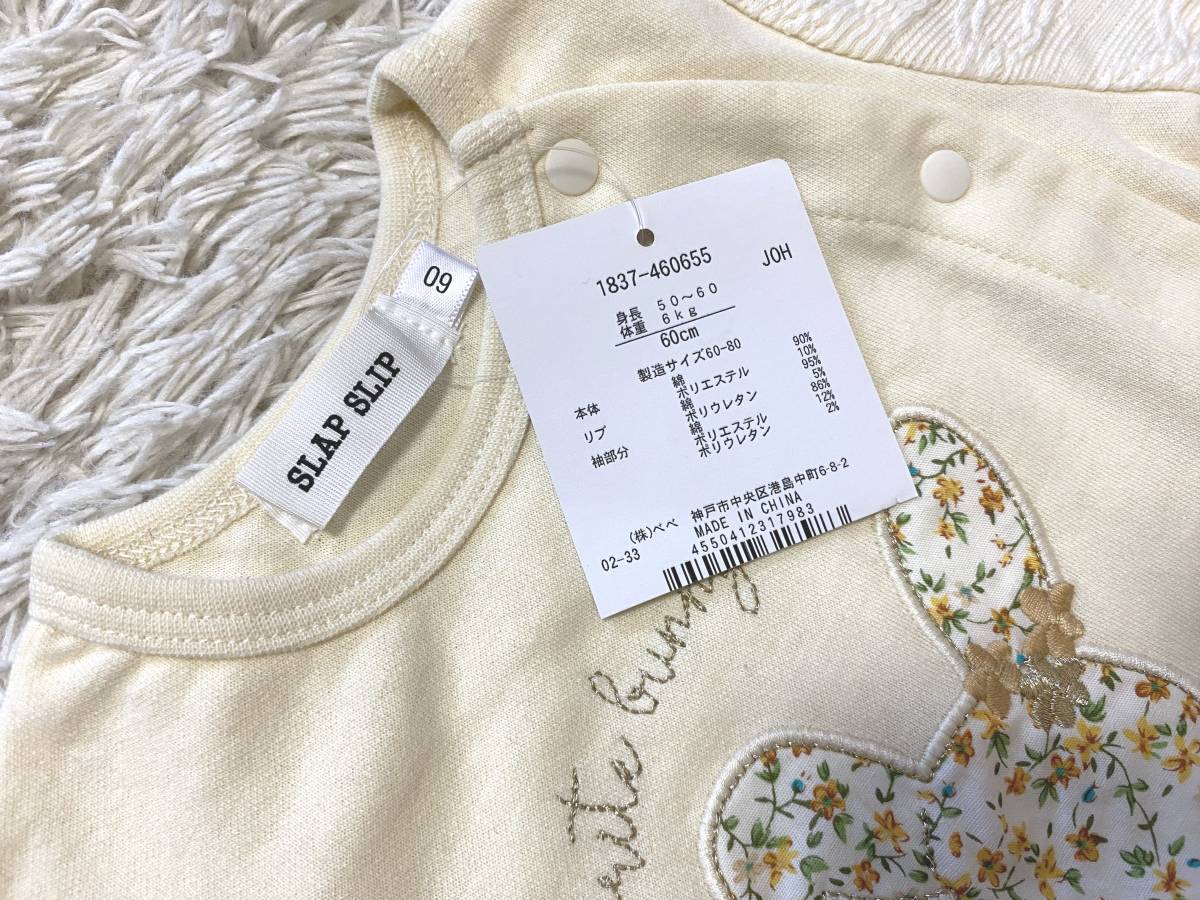 60
SLAP SLIP
1837-460655 JOH
身長 50~60
体重 6kg
60cm
製造サイズ60-80
本体 綿 90%
ポリエステル 10%
リブ 綿 95%
ポリウレタン 5%
袖部分 綿 86%
ポリエステル 12%
ポリウレタン 2%
(株)べべ 神戸市中央区港島中町6-8-2
MADE IN CHINA
02-33 4550412317983